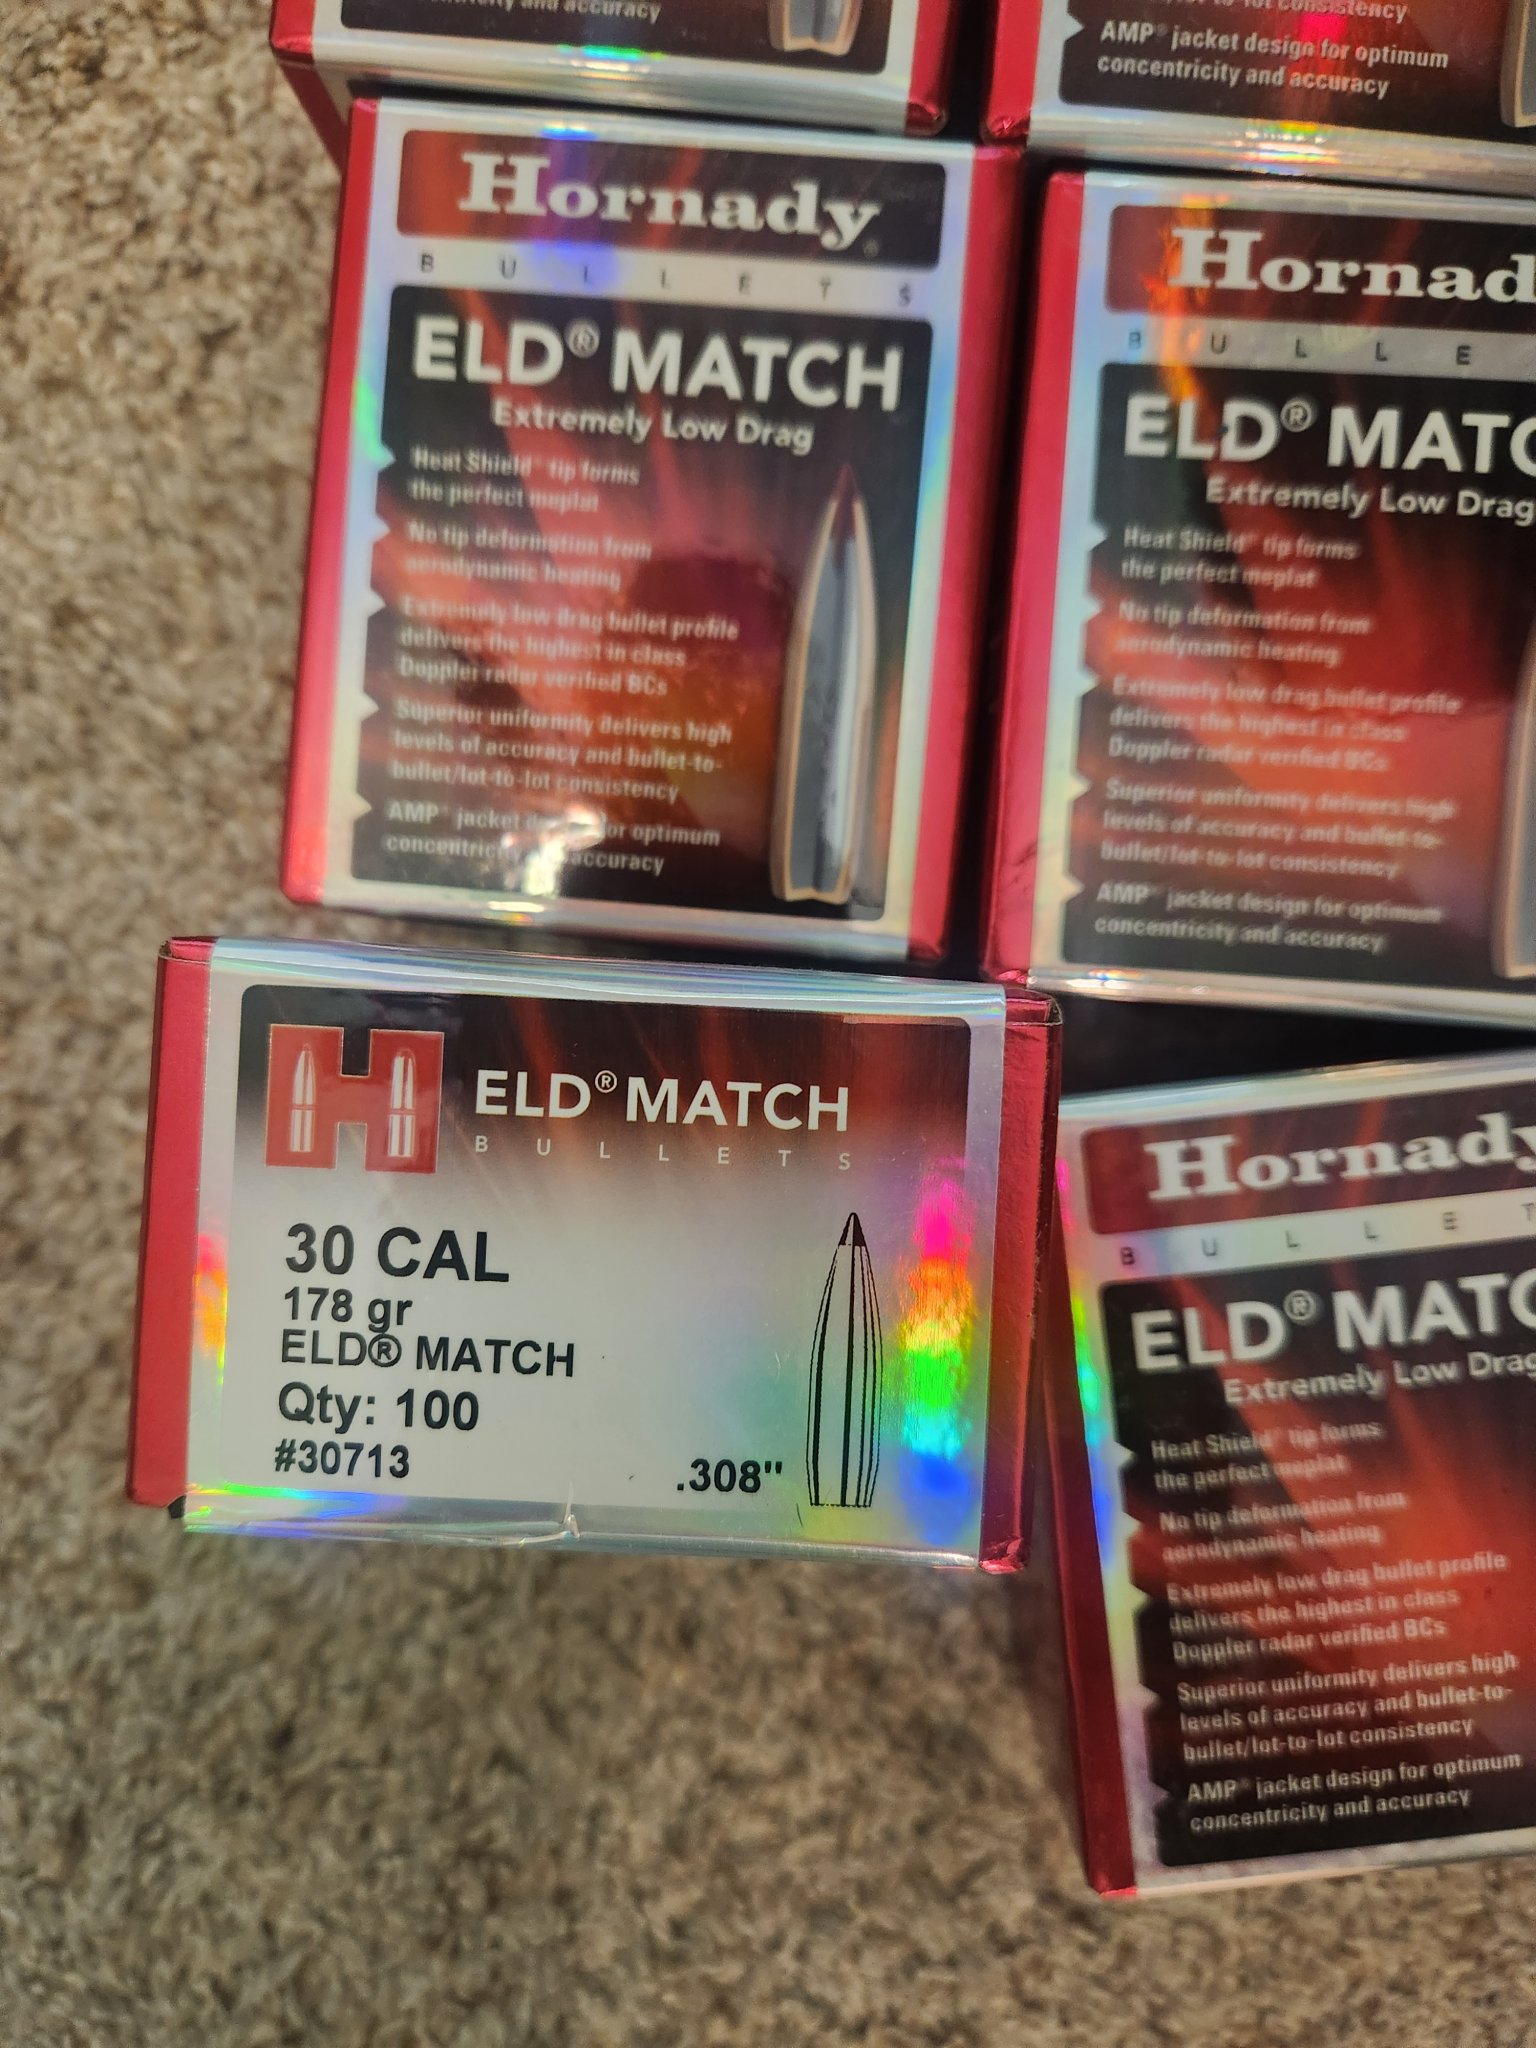 centricity and accuracy
consistency
AMP® jacket design for optimum
concentricity and accuracy
Hornady®
BULLETS
ELD® MATCH
Extremely Low Drag
Heat Shield® tip forms
the perfect meplat
No tip deformation from
aerodynamic heating
Extremely low drag bullet profile
delivers the highest in class
Doppler radar verified BCs
Superior uniformity delivers high
levels of accuracy and bullet-to-
bullet/lot-to-lot consistency
AMP® jacket for optimum
accuracy
Hornad
BULLE
ELD® MATC
Extremely Low Drag
Heat Shield® tip forms
the perfect meplat
No tip deformation from
aerodynamic heating
Extremely low drag bullet profile
delivers the highest in class
Doppler radar verified BCs
Superior uniformity delivers high
levels of accuracy and bullet-to-
bullet/lot-to-lot consistency
AMP® jacket design for optimum
concentricity and accuracy
H
ELD® MATCH
BULLETS
30 CAL
178 gr
ELD® MATCH
Qty: 100
#30713
.308"
Hornady
BULLET
ELD® MATC
Extremely Low Drag
Heat Shield® tip forms
the perfect meplat
No tip deformation from
aerodynamic heating
Extremely low drag bullet profile
delivers the highest in class
Doppler radar verified BCs
Superior uniformity delivers high
levels of accuracy and bullet-to-
bullet/lot-to-lot consistency
AMP® jacket design for optimum
concentricity and accuracy